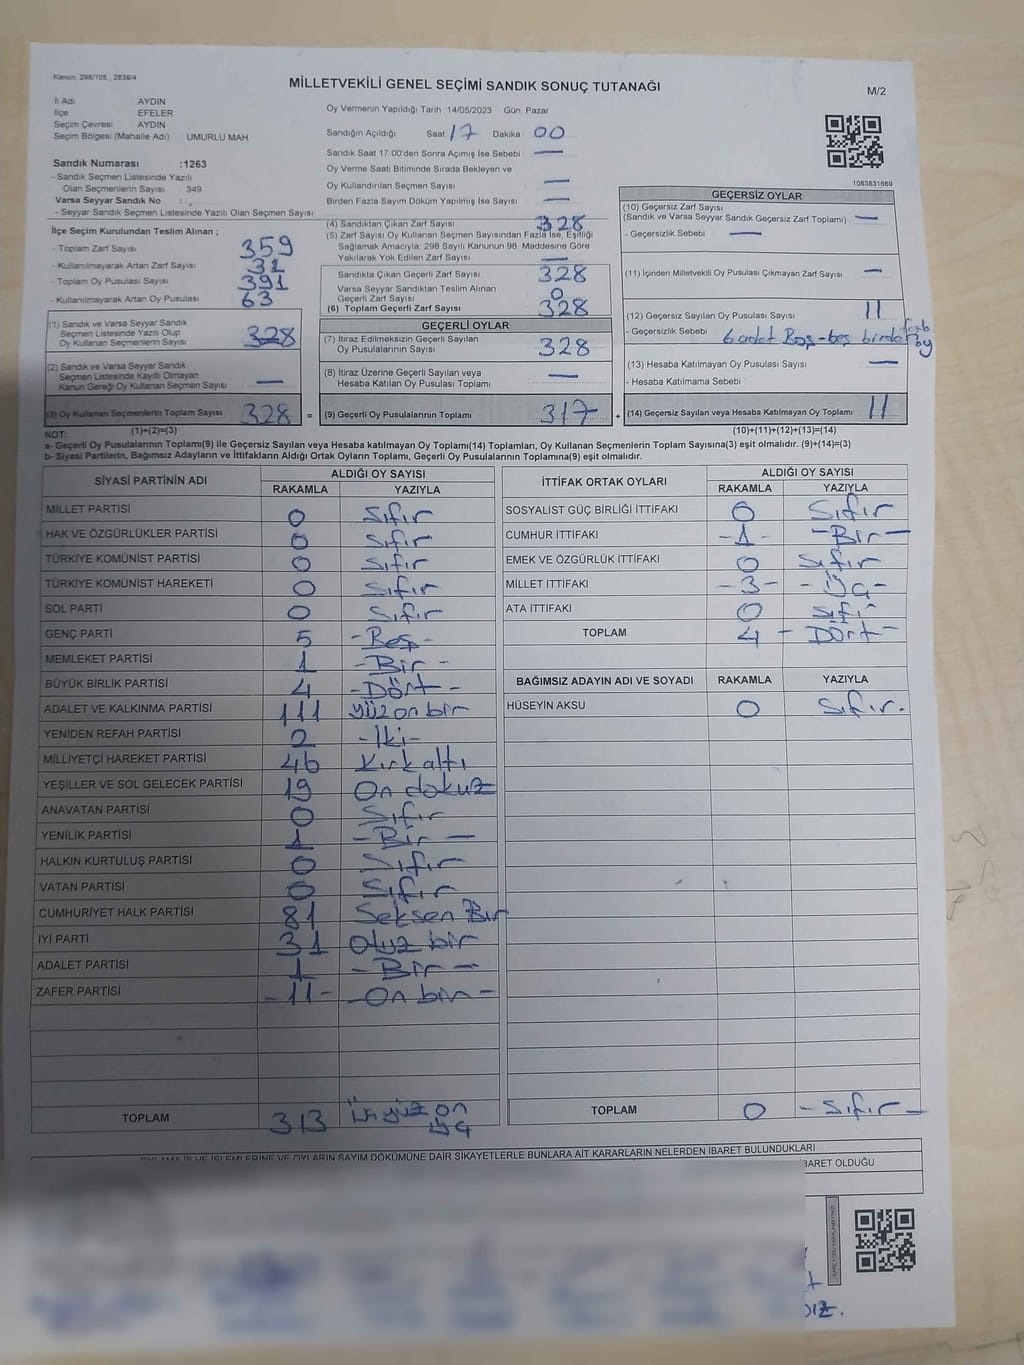 Kanun: 298/105 , 2839/4
MİLLETVEKİLİ GENEL SEÇİMİ SANDIK SONUÇ TUTANAĞI
M/2
İl Adı AYDIN
İlçe EFELER
Seçim Çevresi AYDIN
Seçim Bölgesi (Mahalle Adı) UMURLU MAH
Sandık Numarası :1263
- Sandık Seçmen Listesinde Yazılı
Olan Seçmenlerin Sayısı : 349
Varsa Seyyar Sandık No :
- Seyyar Sandık Seçmen Listesinde Yazılı Olan Seçmen Sayısı
Oy Vermenin Yapıldığı Tarih 14/05/2023 Gün: Pazar
Sandığın Açıldığı Saat 17 Dakika 00
Sandık Saat 17:00'den Sonra Açımış İse Sebebi —
Oy Verme Saati Bitiminde Sırada Bekleyen ve
Oy Kullandırılan Seçmen Sayısı —
Birden Fazla Sayım Döküm Yapılmış İse Sayısı —
1083831669
İlçe Seçim Kurulundan Teslim Alınan ;
- Toplam Zarf Sayısı 359
- Kullanılmayarak Artan Zarf Sayısı 31
- Toplam Oy Pusulası Sayısı 391
- Kullanılmayarak Artan Oy Pusulası 63
(1) Sandık ve Varsa Seyyar Sandık
Seçmen Listesinde Yazılı Olup
Oy Kullanan Seçmen Sayısı 328
(2) Sandık ve Varsa Seyyar Sandık
Seçmen Listesinde Kayıtlı Olmayan
Kanun Gereği Oy Kullanan Seçmen Sayısı —
(3) Oy Kullanan Seçmenlerin Toplam Sayısı 328 =
(1)+(2)=(3)
(4) Sandıktan Çıkan Zarf Sayısı 328
(5) Zarf Sayısı Oy Kullanan Seçmen Sayısından Fazla İse, Eşitliği
Sağlamak Amacıyla; 298 Sayılı Kanunun 98. Maddesine Göre
Yakılarak Yok Edilen Zarf Sayısı —
Sandıkta Çıkan Geçerli Zarf Sayısı 328
Varsa Seyyar Sandıktan Teslim Alınan
Geçerli Zarf Sayısı 0
(6) Toplam Geçerli Zarf Sayısı 328
GEÇERLİ OYLAR
(7) İtiraz Edilmeksizin Geçerli Sayılan
Oy Pusulalarının Sayısı 328
(8) İtiraz Üzerine Geçerli Sayılan veya
Hesaba Katılan Oy Pusulası Toplamı —
(9) Geçerli Oy Pusulalarının Toplamı 317 +
GEÇERSİZ OYLAR
(10) Geçersiz Zarf Sayısı
(Sandık ve Varsa Seyyar Sandık Geçersiz Zarf Toplamı) —
- Geçersizlik Sebebi —
(11) İçinden Milletvekili Oy Pusulası Çıkmayan Zarf Sayısı —
(12) Geçersiz Sayılan Oy Pusulası Sayısı 11
- Geçersizlik Sebebi 6 adet Boş - beş birden oy
(13) Hesaba Katılmayan Oy Pusulası Sayısı —
- Hesaba Katılmama Sebebi
(14) Geçersiz Sayılan veya Hesaba Katılmayan Oy Toplamı 11
(10)+(11)+(12)+(13)=(14)
NOT:
a- Geçerli Oy Pusulalarının Toplamı(9) ile Geçersiz Sayılan veya Hesaba katılmayan Oy Toplamı(14) Toplamları, Oy Kullanan Seçmenlerin Toplam Sayısına(3) eşit olmalıdır. (9)+(14)=(3)
b- Siyasi Partilerin, Bağımsız Adayların ve İttifakların Aldığı Ortak Oyların Toplamı, Geçerli Oy Pusulalarının Toplamına(9) eşit olmalıdır.
SİYASİ PARTİNİN ADI ALDIĞI OY SAYISI
RAKAMLA YAZIYLA
MİLLET PARTİSİ 0 Sıfır
HAK VE ÖZGÜRLÜKLER PARTİSİ 0 Sıfır
TÜRKİYE KOMÜNİST PARTİSİ 0 Sıfır
TÜRKİYE KOMÜNİST HAREKETİ 0 Sıfır
SOL PARTİ 0 Sıfır
GENÇ PARTİ 5 - Beş -
MEMLEKET PARTİSİ 1 - Bir -
BÜYÜK BİRLİK PARTİSİ 4 - Dört -
ADALET VE KALKINMA PARTİSİ 111 yüz on bir
YENİDEN REFAH PARTİSİ 2 - İki -
MİLLİYETÇİ HAREKET PARTİSİ 46 Kırk altı
YEŞİLLER VE SOL GELECEK PARTİSİ 19 On dokuz
ANAVATAN PARTİSİ 0 Sıfır
YENİLİK PARTİSİ 1 - Bir -
HALKIN KURTULUŞ PARTİSİ 0 Sıfır
VATAN PARTİSİ 0 Sıfır
CUMHURİYET HALK PARTİSİ 81 Seksen Bir
İYİ PARTİ 31 Otuz bir
ADALET PARTİSİ 1 - Bir -
ZAFER PARTİSİ - 11 - - On bir -
TOPLAM 313 Üçyüz on
üç
İTTİFAK ORTAK OYLARI ALDIĞI OY SAYISI
RAKAMLA YAZIYLA
SOSYALİST GÜÇ BİRLİĞİ İTTİFAKI 0 Sıfır
CUMHUR İTTİFAKI - 1 - - Bir -
EMEK VE ÖZGÜRLÜK İTTİFAKI 0 Sıfır
MİLLET İTTİFAKI - 3 - - Üç -
ATA İTTİFAKI 0 Sıfı
TOPLAM 4 - Dört -
BAĞIMSIZ ADAYIN ADI VE SOYADI RAKAMLA YAZIYLA
HÜSEYİN AKSU 0 Sıfır.
TOPLAM 0 - Sıfır -
OYLAMA İŞ VE İŞLEMLERİNE VE OYLARIN SAYIM DÖKÜMÜNE DAİR ŞİKAYETLERLE BUNLARA AİT KARARLARIN NELERDEN İBARET BULUNDUKLARI
BARET OLDUĞU